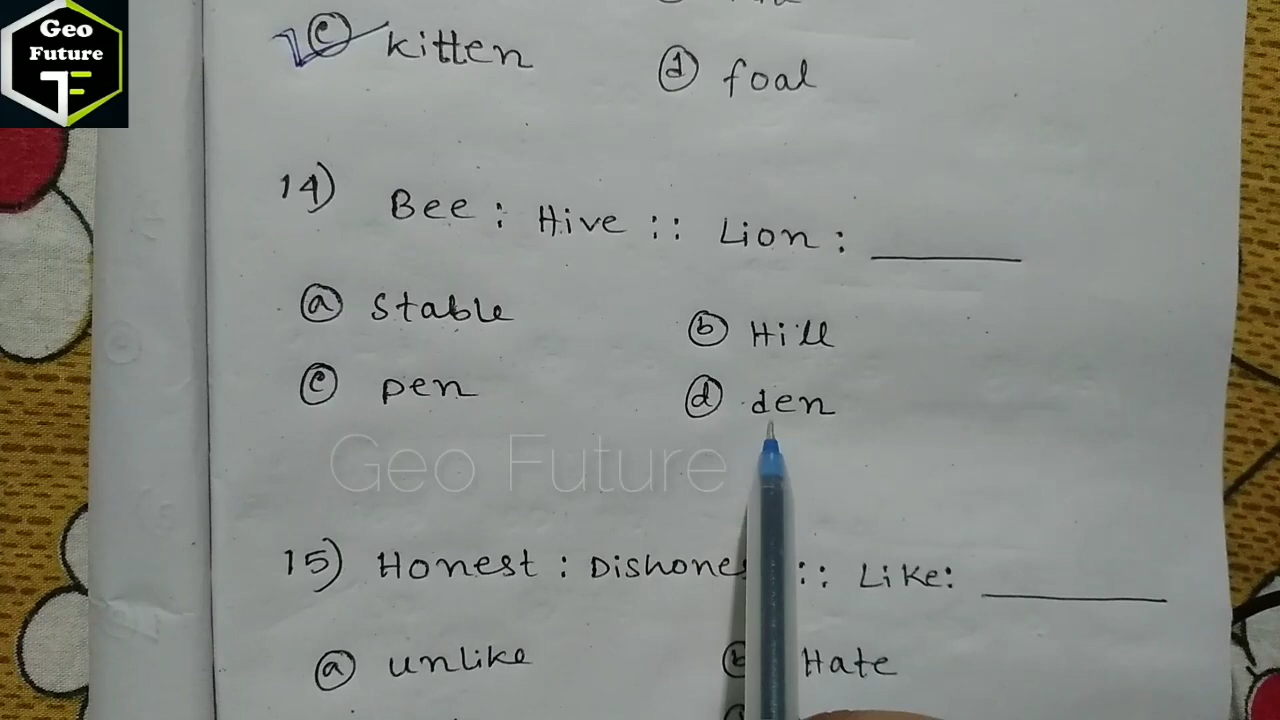 Geo
Future
ⓒ kitten
ⓓ foal
14) Bee : Hive :: Lion : ______
ⓐ Stable
ⓑ Hill
ⓒ pen
ⓓ den
Geo Future
15) Honest : Dishones :: Like: ______
ⓐ unlike
Hate